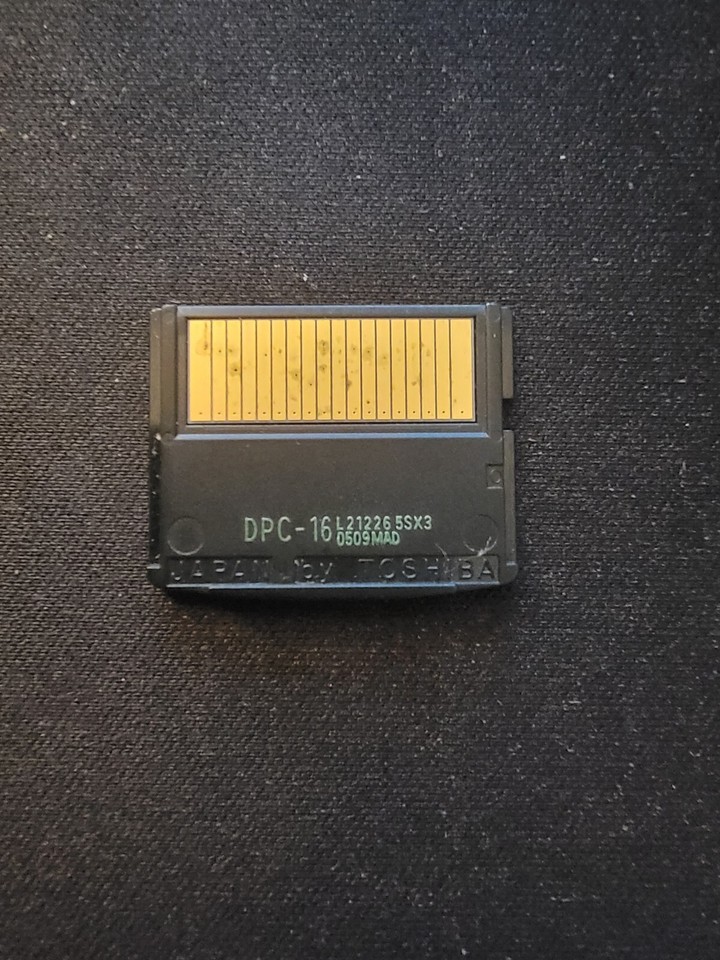 DPC-16 L21226 5SX3
0509MAD
JAPAN by TOSHIBA